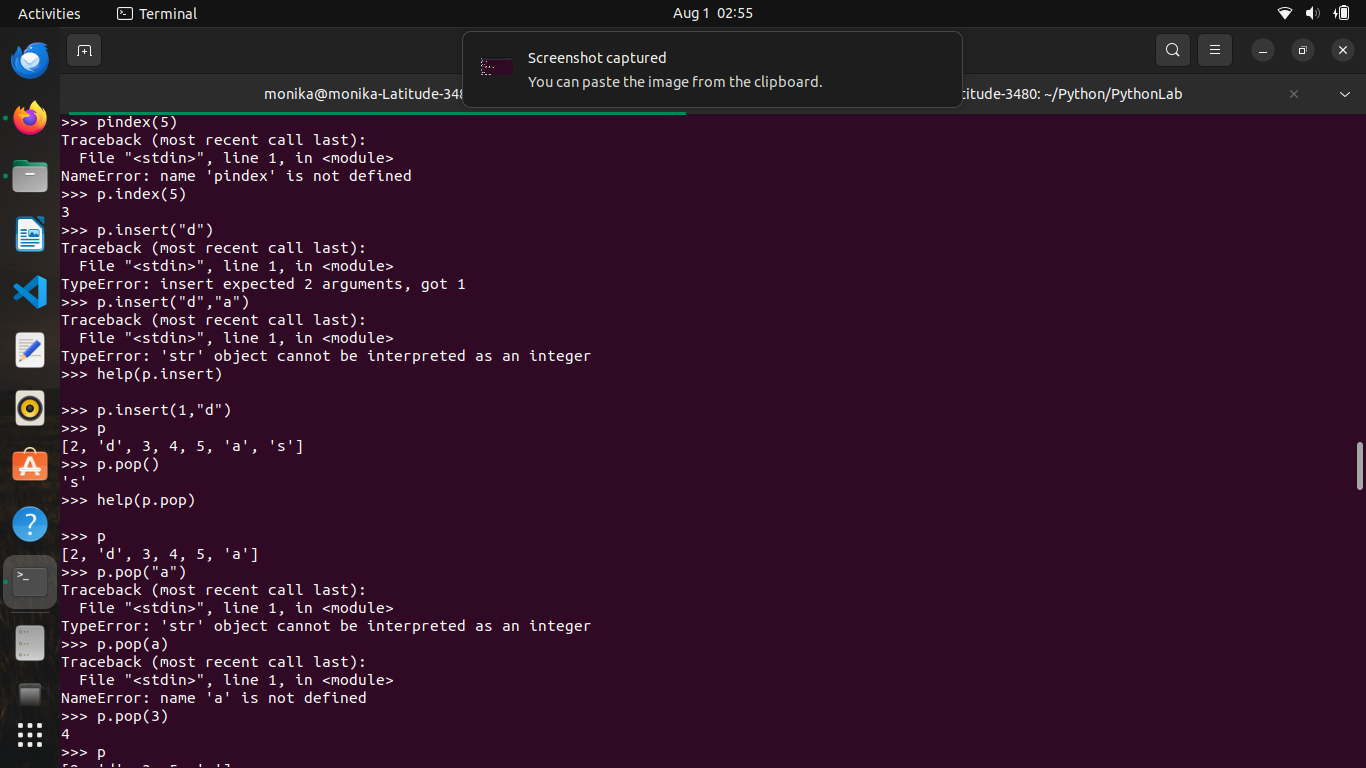 Activities
Terminal
Aug 1 02:55
Screenshot captured
You can paste the image from the clipboard.
monika@monika-Latitude-348
titude-3480: ~/Python/PythonLab
>>> pindex(5)
Traceback (most recent call last):
  File "<stdin>", line 1, in <module>
NameError: name 'pindex' is not defined
>>> p.index(5)
3
>>> p.insert("d")
Traceback (most recent call last):
  File "<stdin>", line 1, in <module>
TypeError: insert expected 2 arguments, got 1
>>> p.insert("d","a")
Traceback (most recent call last):
  File "<stdin>", line 1, in <module>
TypeError: 'str' object cannot be interpreted as an integer
>>> help(p.insert)
>>> p.insert(1,"d")
>>> p
[2, 'd', 3, 4, 5, 'a', 's']
>>> p.pop()
's'
>>> help(p.pop)
>>> p
[2, 'd', 3, 4, 5, 'a']
>>> p.pop("a")
Traceback (most recent call last):
  File "<stdin>", line 1, in <module>
TypeError: 'str' object cannot be interpreted as an integer
>>> p.pop(a)
Traceback (most recent call last):
  File "<stdin>", line 1, in <module>
NameError: name 'a' is not defined
>>> p.pop(3)
4
>>> p